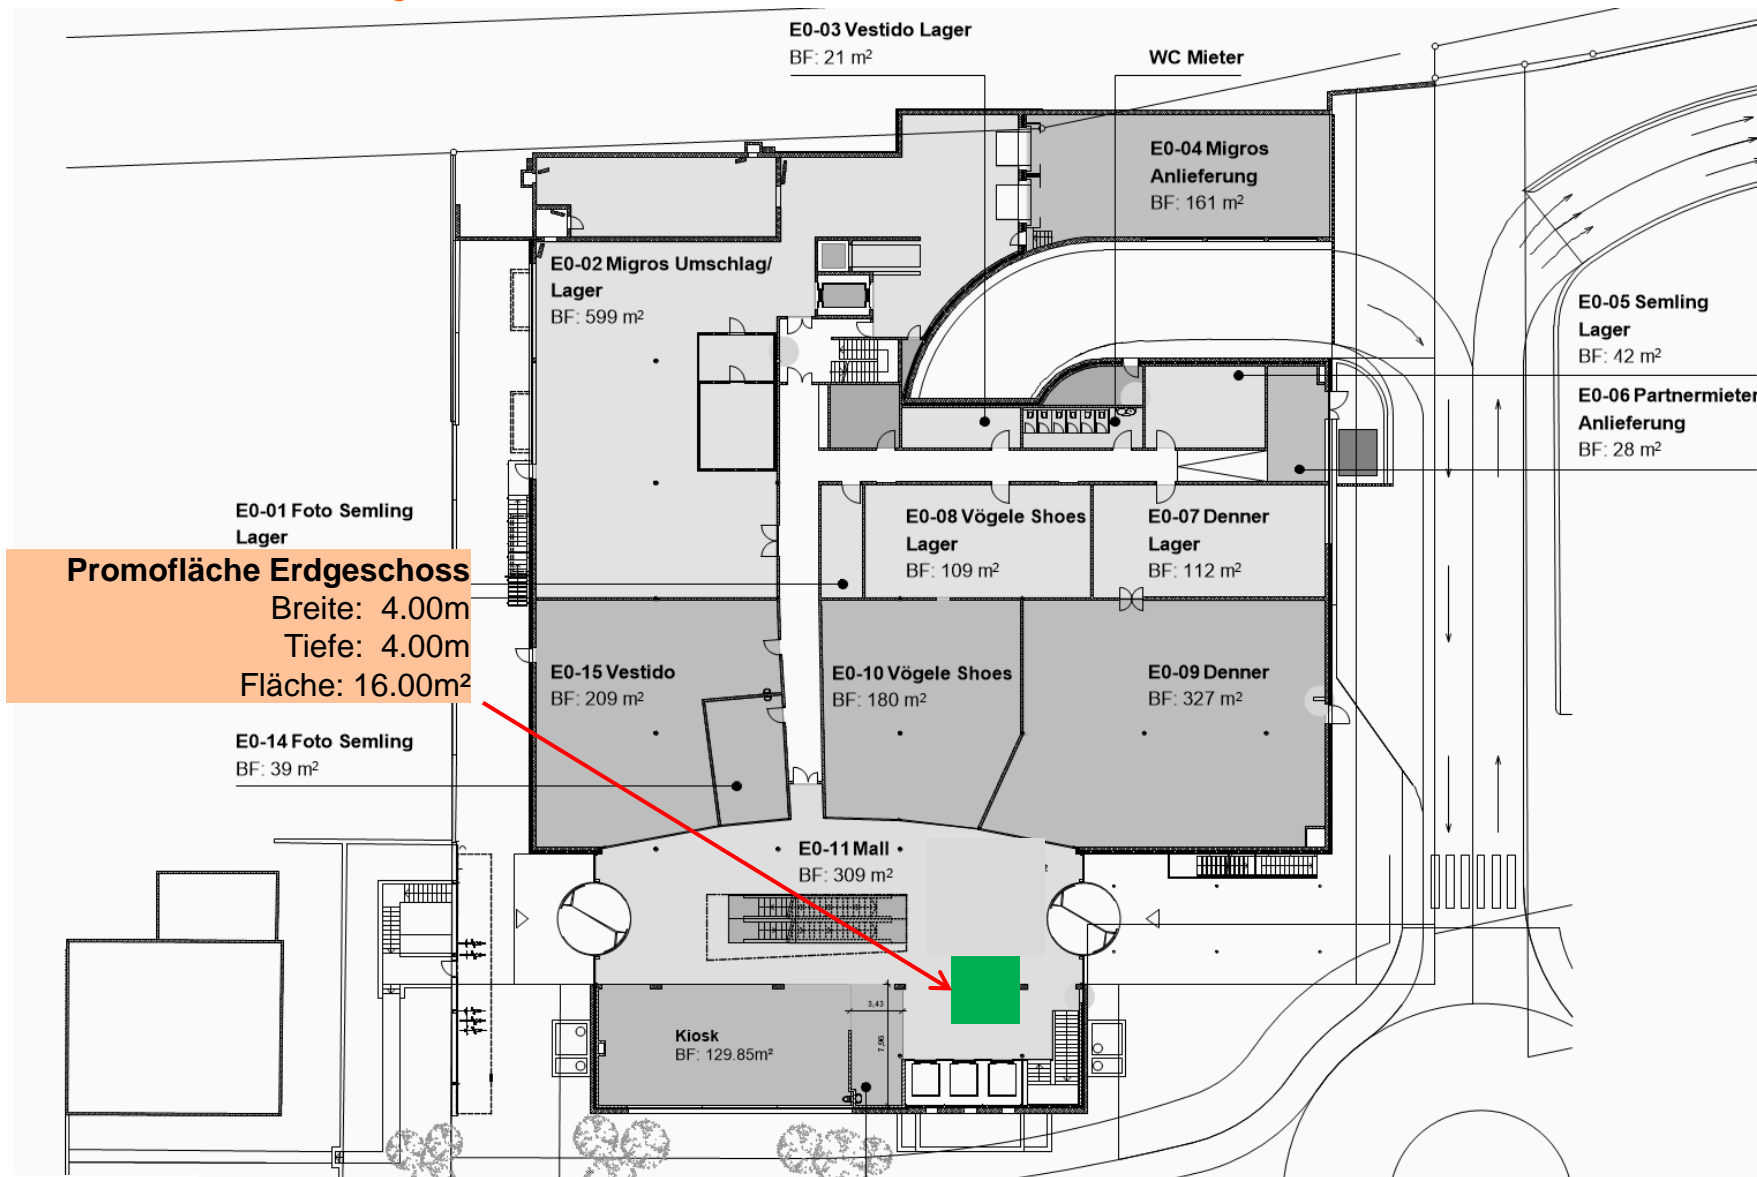 E0-03 Vestido Lager
BF: 21 m²
WC Mieter
E0-04 Migros
Anlieferung
BF: 161 m²
E0-02 Migros Umschlag/
Lager
BF: 599 m²
E0-05 Semling
Lager
BF: 42 m²
E0-06 Partnermieter
Anlieferung
BF: 28 m²
E0-01 Foto Semling
Lager
E0-08 Vögele Shoes
Lager
BF: 109 m²
E0-07 Denner
Lager
BF: 112 m²
Promofläche Erdgeschoss
Breite: 4.00m
Tiefe: 4.00m
Fläche: 16.00m²
E0-15 Vestido
BF: 209 m²
E0-10 Vögele Shoes
BF: 180 m²
E0-09 Denner
BF: 327 m²
E0-14 Foto Semling
BF: 39 m²
E0-11 Mall
BF: 309 m²
3,43
7,96
Kiosk
BF: 129.85m²